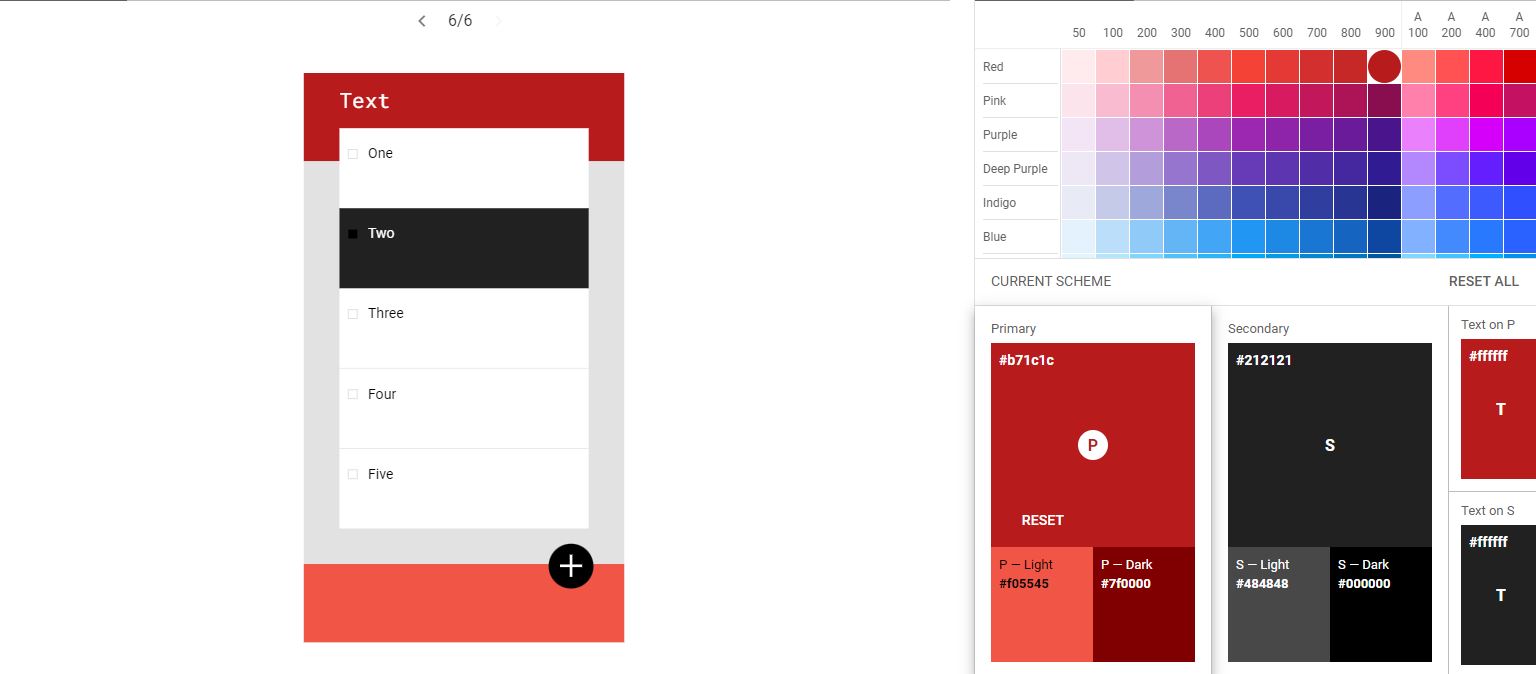 6/6
Text
One
Two
Three
Four
Five
50 100 200 300 400 500 600 700 800 900 A 100 A 200 A 400 A 700
Red
Pink
Purple
Deep Purple
Indigo
Blue
CURRENT SCHEME RESET ALL
Primary
#b71c1c
P
RESET
P — Light
#f05545
P — Dark
#7f0000
Secondary
#212121
S
S — Light
#484848
S — Dark
#000000
Text on P
#ffffff
T
Text on S
#ffffff
T